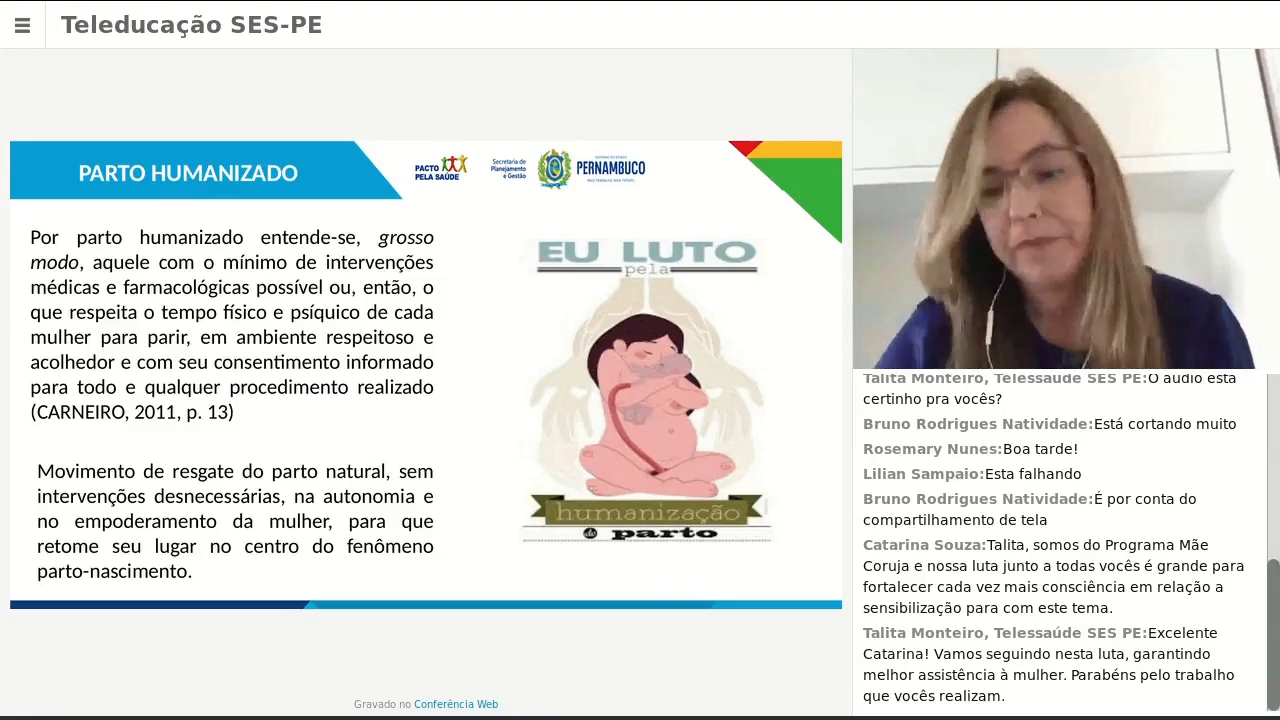 Teleducação SES-PE
PARTO HUMANIZADO
PACTO
PELA SAÚDE
Secretaria de
Planejamento
e Gestão
PERNAMBUCO
Por parto humanizado entende-se, grosso
modo, aquele com o mínimo de intervenções
médicas e farmacológicas possível ou, então, o
que respeita o tempo físico e psíquico de cada
mulher para parir, em ambiente respeitoso e
acolhedor e com seu consentimento informado
para todo e qualquer procedimento realizado
(CARNEIRO, 2011, p. 13)
Movimento de resgate do parto natural, sem
intervenções desnecessárias, na autonomia e
no empoderamento da mulher, para que
retome seu lugar no centro do fenômeno
parto-nascimento.
EU LUTO
pela
humanização
do parto
Gravado no Conferência Web
Talita Monteiro, Telessaúde SES PE:O áudio está
certinho pra vocês?
Bruno Rodrigues Natividade:Está cortando muito
Rosemary Nunes:Boa tarde!
Lilian Sampaio:Esta falhando
Bruno Rodrigues Natividade:É por conta do
compartilhamento de tela
Catarina Souza:Talita, somos do Programa Mãe
Coruja e nossa luta junto a todas vocês é grande para
fortalecer cada vez mais consciência em relação a
sensibilização para com este tema.
Talita Monteiro, Telessaúde SES PE:Excelente
Catarina! Vamos seguindo nesta luta, garantindo
melhor assistência à mulher. Parabéns pelo trabalho
que vocês realizam.